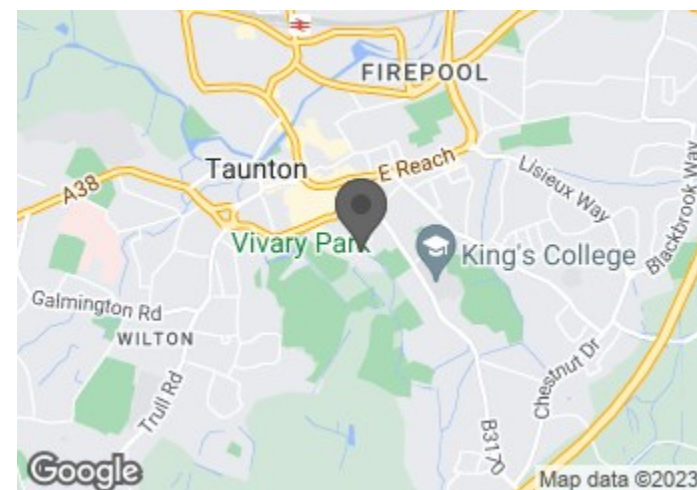 FIREPOOL
Taunton
E Reach
A38
Lisieux Way
Blackbrook Way
Vivary Park
King's College
Galmington Rd
WILTON
Trull Rd
Chestnut Dr
B3170
Google
Map data ©2023